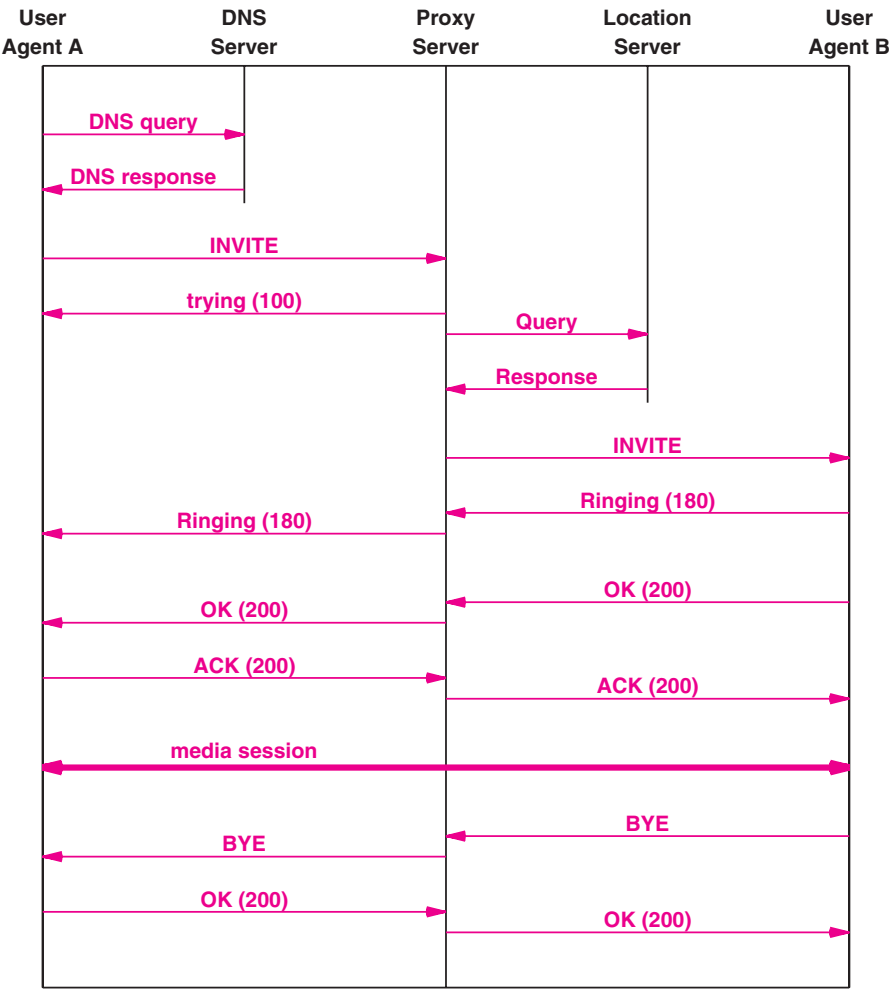 User Agent A
DNS Server
Proxy Server
Location Server
User Agent B
DNS query
DNS response
INVITE
trying (100)
Query
Response
INVITE
Ringing (180)
Ringing (180)
OK (200)
OK (200)
ACK (200)
ACK (200)
media session
BYE
BYE
OK (200)
OK (200)